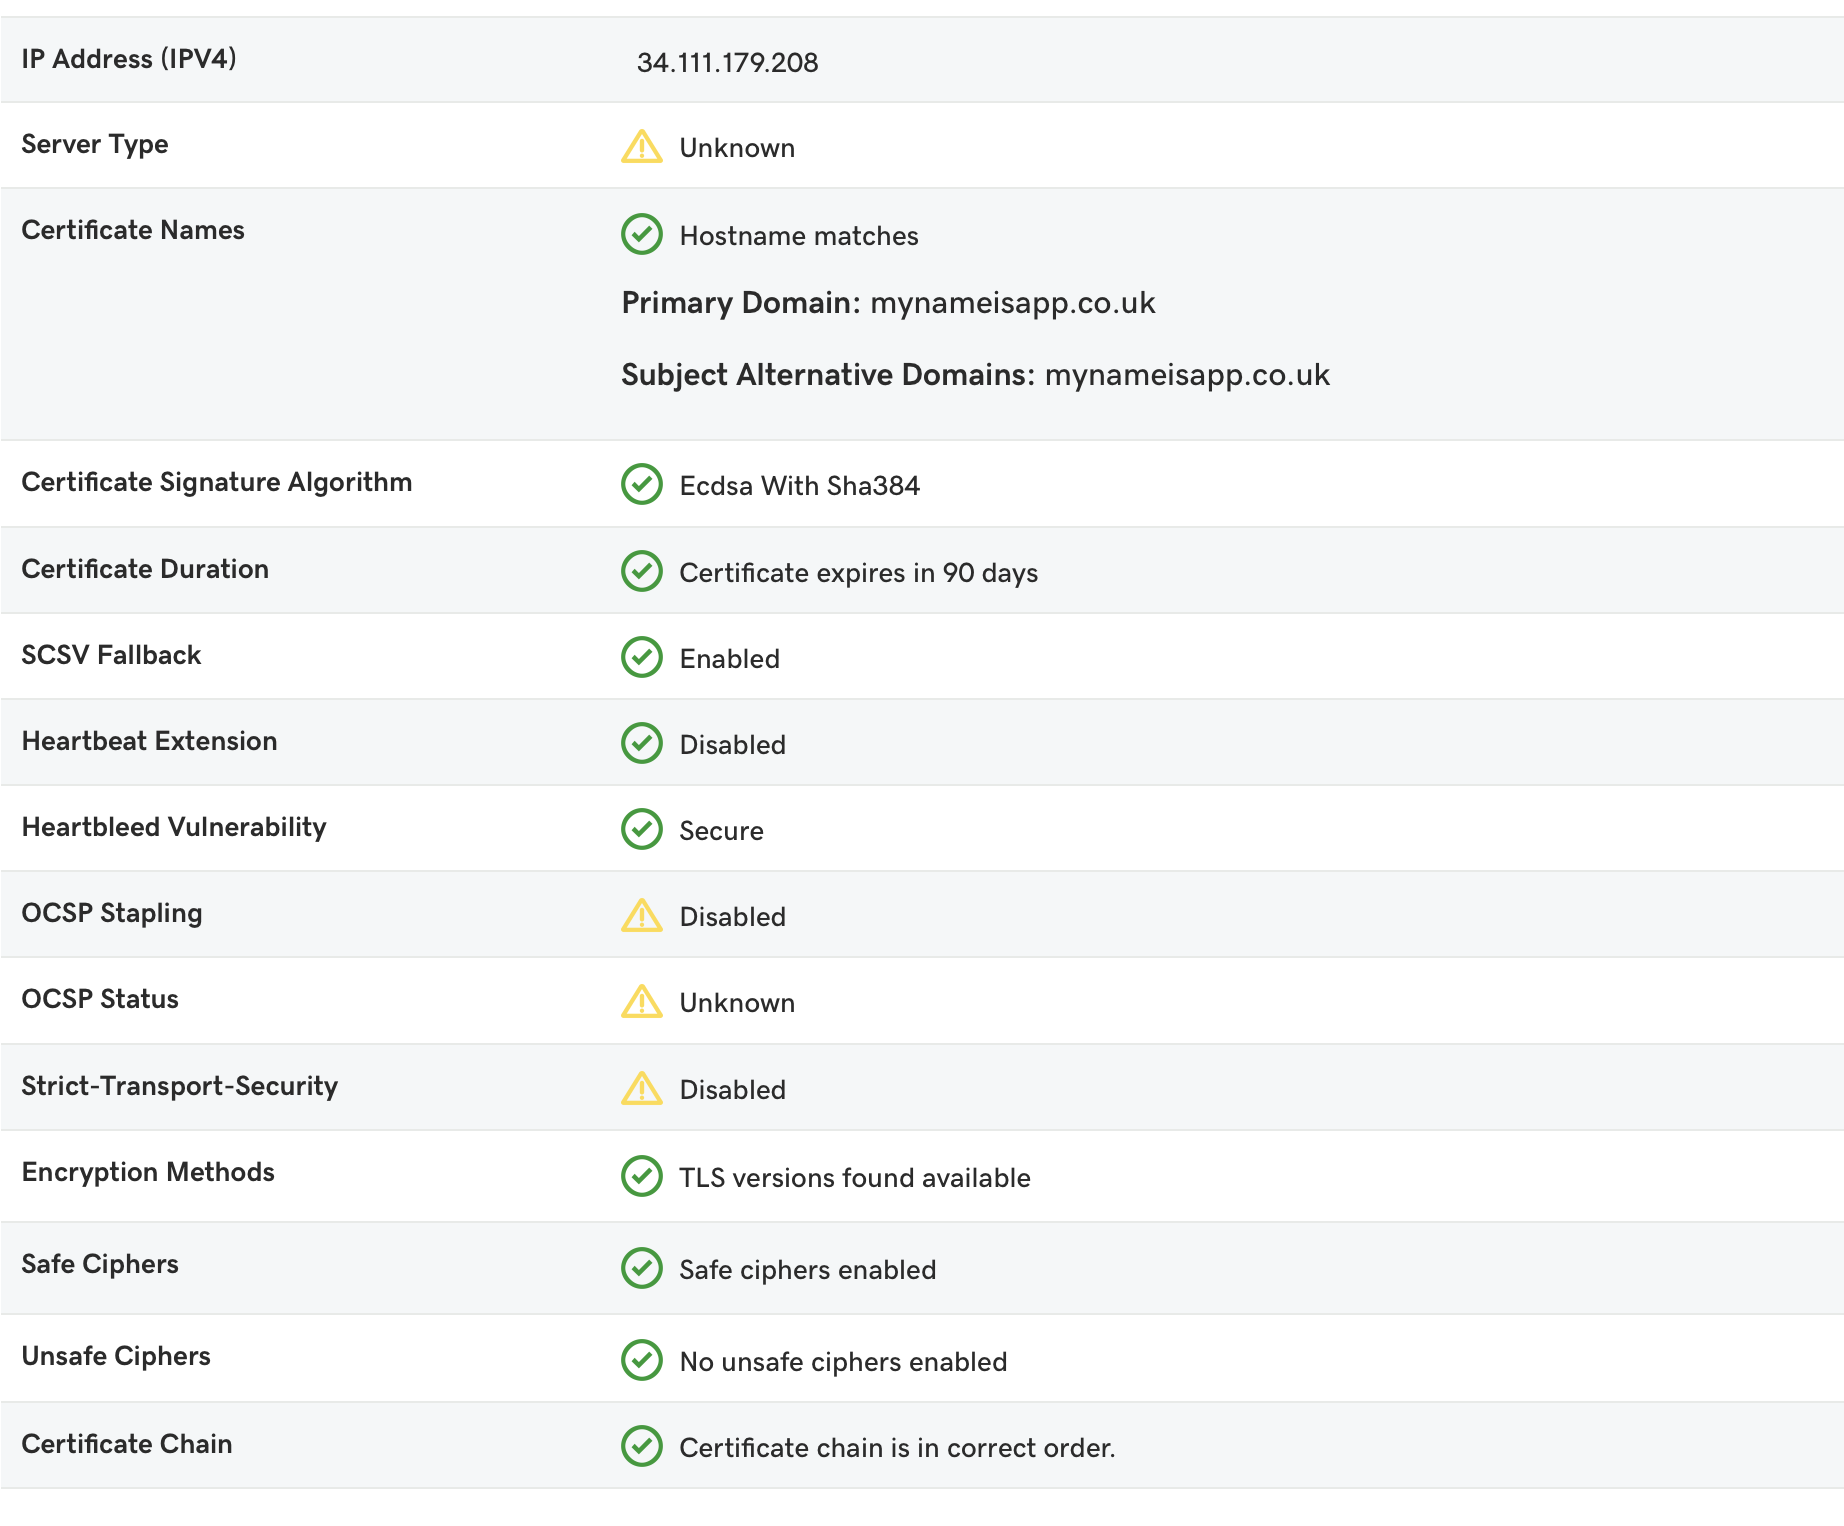 IP Address (IPV4) 34.111.179.208
Server Type Unknown
Certificate Names Hostname matches
Primary Domain: mynameisapp.co.uk
Subject Alternative Domains: mynameisapp.co.uk
Certificate Signature Algorithm Ecdsa With Sha384
Certificate Duration Certificate expires in 90 days
SCSV Fallback Enabled
Heartbeat Extension Disabled
Heartbleed Vulnerability Secure
OCSP Stapling Disabled
OCSP Status Unknown
Strict-Transport-Security Disabled
Encryption Methods TLS versions found available
Safe Ciphers Safe ciphers enabled
Unsafe Ciphers No unsafe ciphers enabled
Certificate Chain Certificate chain is in correct order.